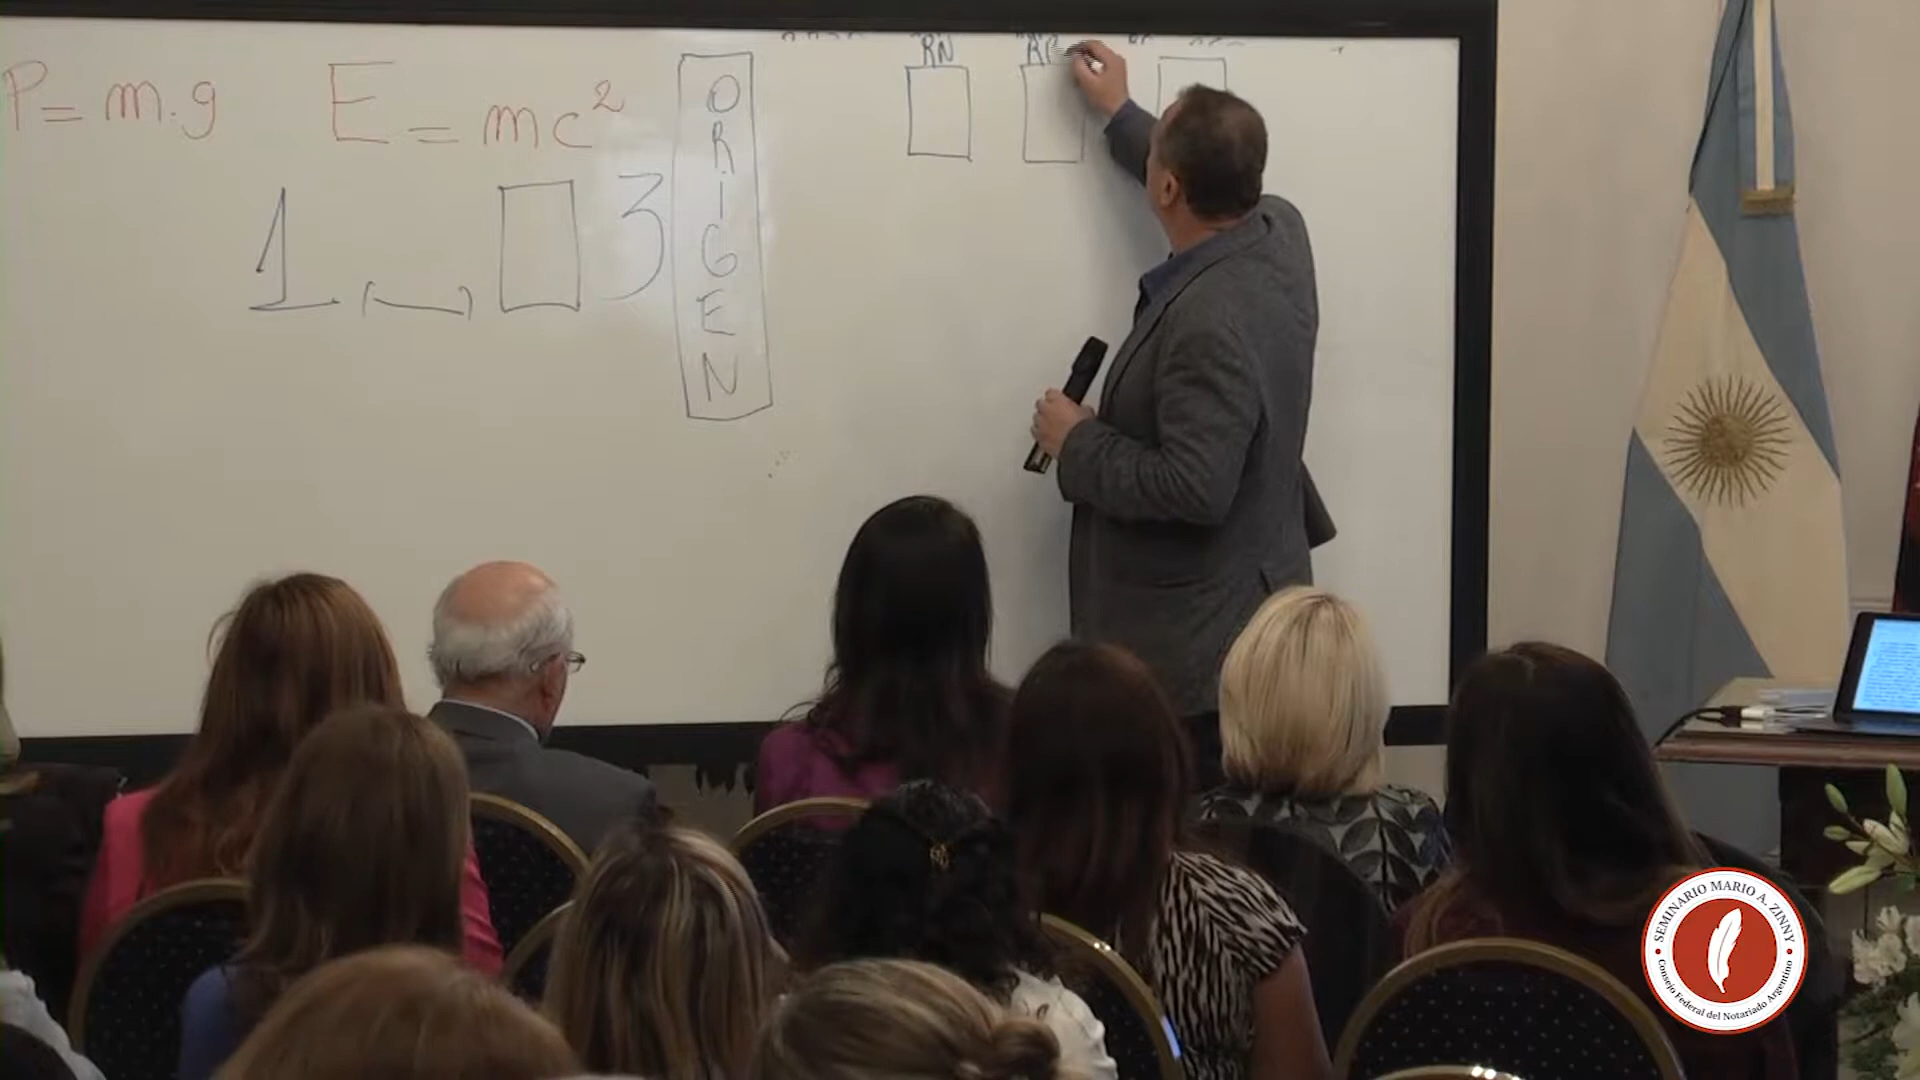 P = m.g
E = mc²
1
3
ORIGEN
RN
SEMINARIO MARIO A. ZINNY
Consejo Federal del Notariado Argentino